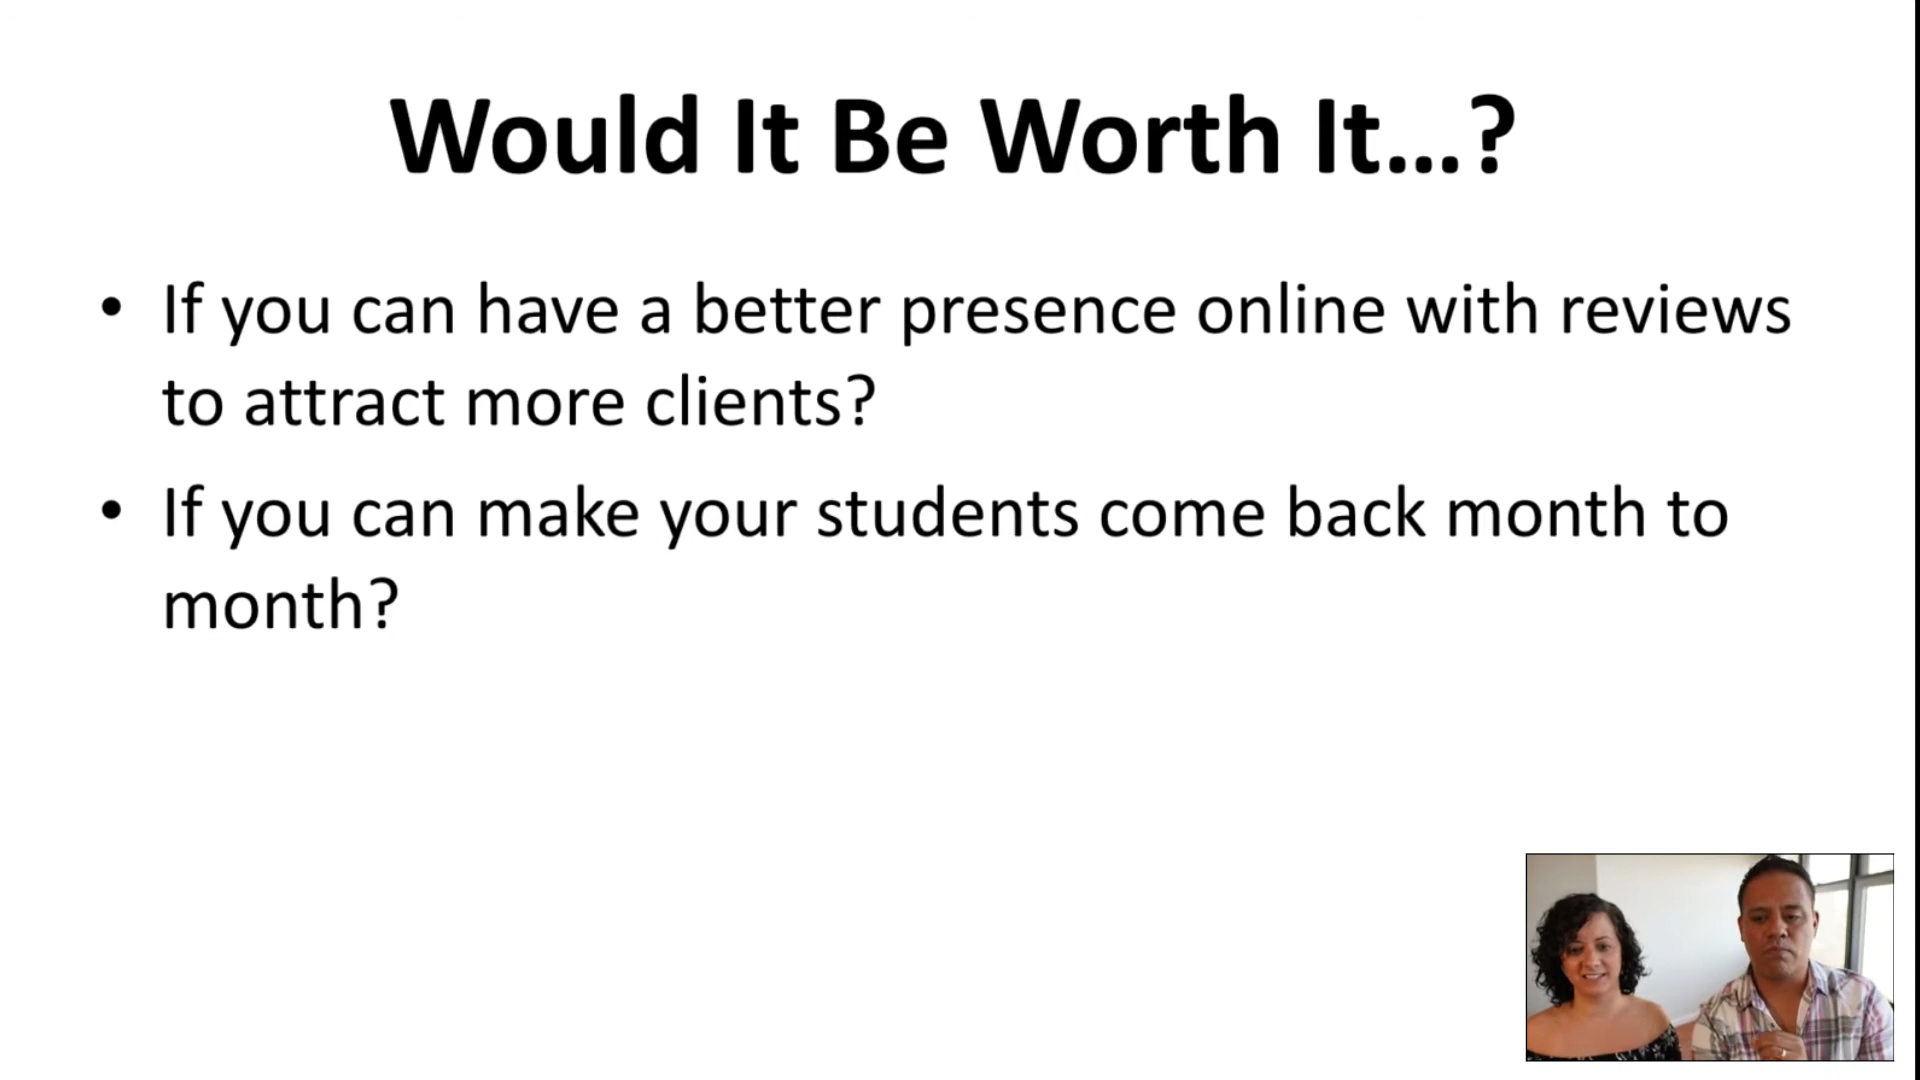 Would It Be Worth It...?
• If you can have a better presence online with reviews
to attract more clients?
• If you can make your students come back month to
month?